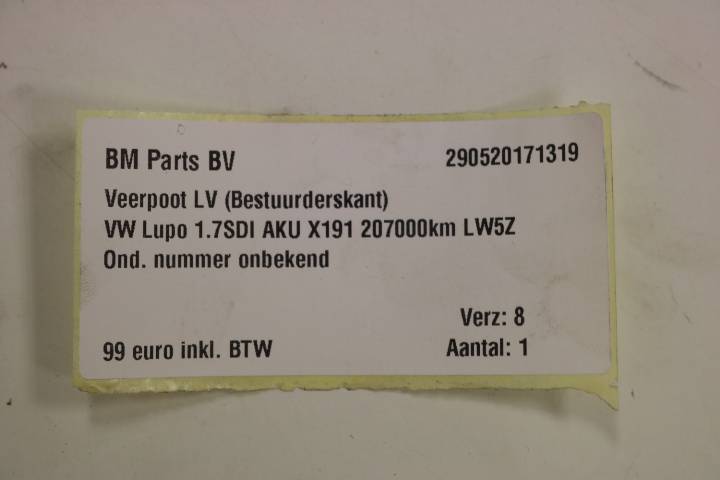 BM Parts BV 290520171319
Veerpoot LV (Bestuurderskant)
VW Lupo 1.7SDI AKU X191 207000km LW5Z
Ond. nummer onbekend
Verz: 8
99 euro inkl. BTW Aantal: 1